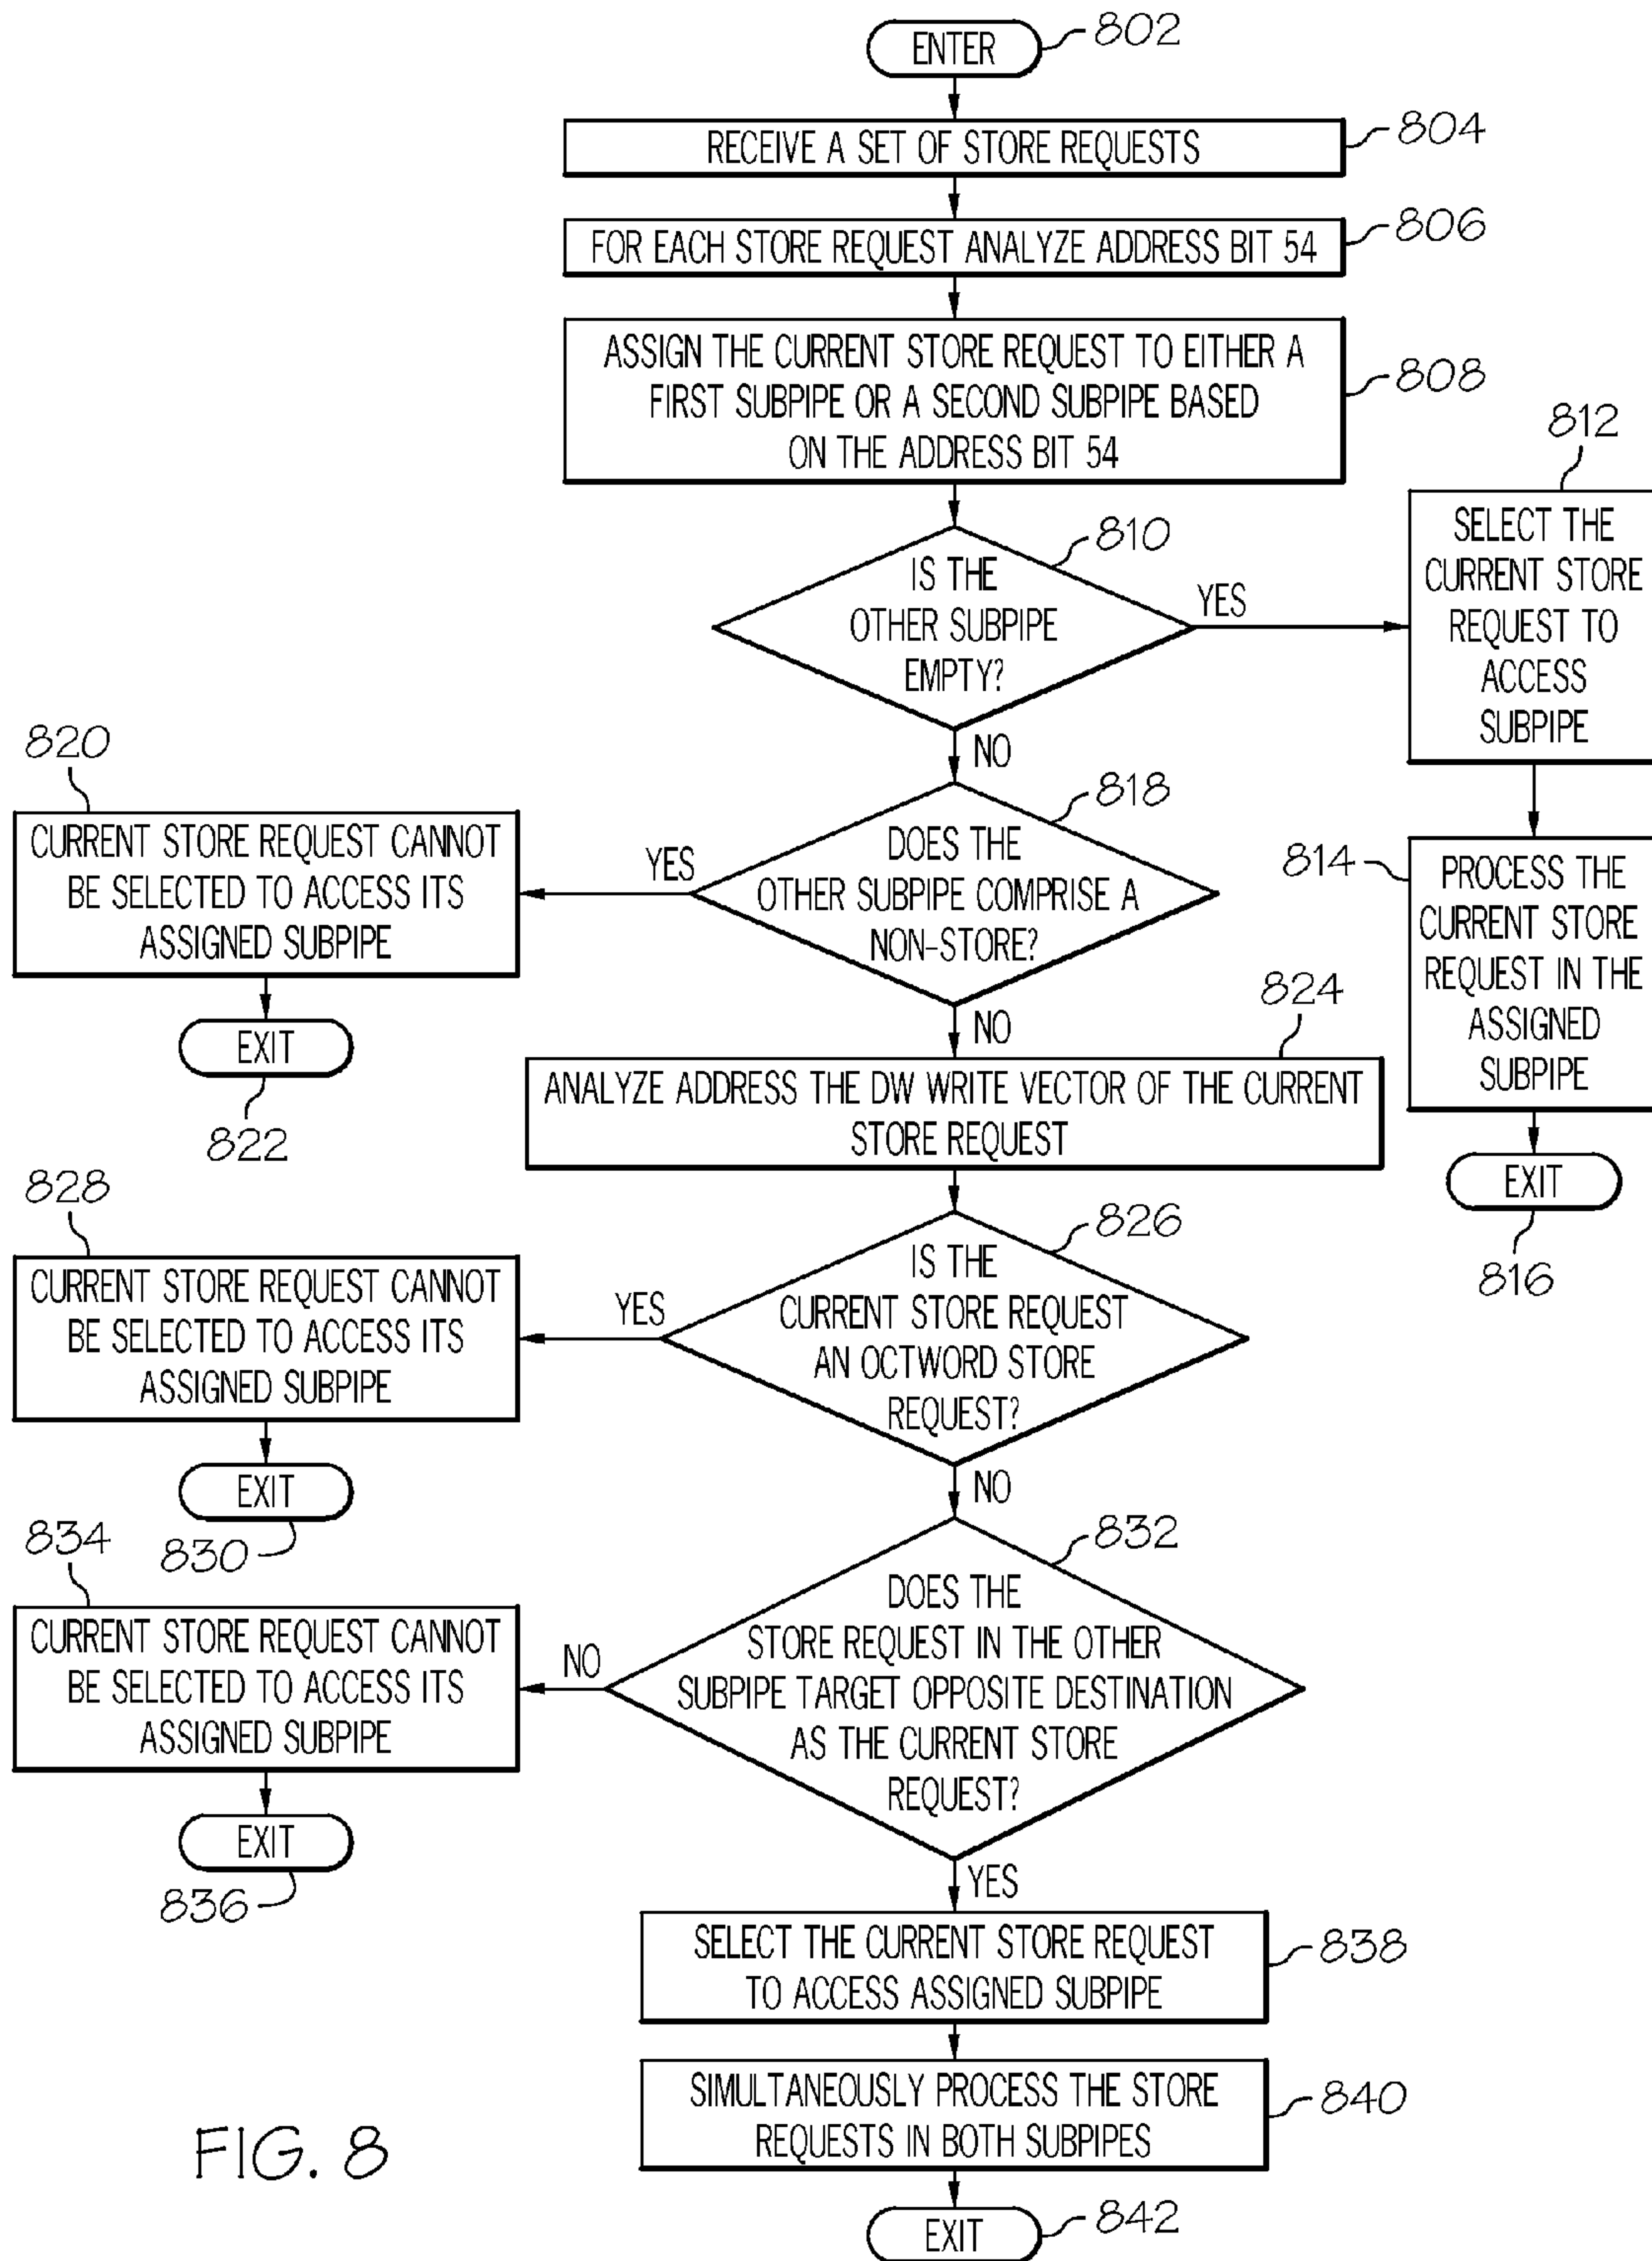 ENTER
802
RECEIVE A SET OF STORE REQUESTS
804
FOR EACH STORE REQUEST ANALYZE ADDRESS BIT 54
806
ASSIGN THE CURRENT STORE REQUEST TO EITHER A
FIRST SUBPIPE OR A SECOND SUBPIPE BASED
ON THE ADDRESS BIT 54
808
810
IS THE
OTHER SUBPIPE
EMPTY?
YES
NO
812
SELECT THE
CURRENT STORE
REQUEST TO
ACCESS
SUBPIPE
814
PROCESS THE
CURRENT STORE
REQUEST IN THE
ASSIGNED
SUBPIPE
EXIT
816
818
DOES THE
OTHER SUBPIPE COMPRISE A
NON-STORE?
YES
NO
820
CURRENT STORE REQUEST CANNOT
BE SELECTED TO ACCESS ITS
ASSIGNED SUBPIPE
EXIT
822
824
ANALYZE ADDRESS THE DW WRITE VECTOR OF THE CURRENT
STORE REQUEST
826
IS THE
CURRENT STORE REQUEST
AN OCTWORD STORE
REQUEST?
YES
NO
828
CURRENT STORE REQUEST CANNOT
BE SELECTED TO ACCESS ITS
ASSIGNED SUBPIPE
EXIT
830
832
DOES THE
STORE REQUEST IN THE OTHER
SUBPIPE TARGET OPPOSITE DESTINATION
AS THE CURRENT STORE
REQUEST?
NO
YES
834
CURRENT STORE REQUEST CANNOT
BE SELECTED TO ACCESS ITS
ASSIGNED SUBPIPE
EXIT
836
SELECT THE CURRENT STORE REQUEST
TO ACCESS ASSIGNED SUBPIPE
838
SIMULTANEOUSLY PROCESS THE STORE
REQUESTS IN BOTH SUBPIPES
840
EXIT
842
FIG. 8